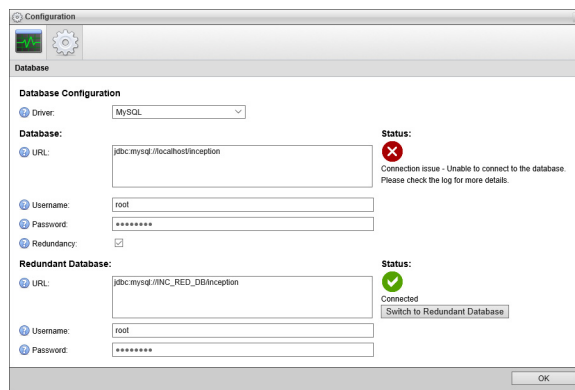 Configuration
Database
Database Configuration
Driver:
MySQL
Database:
Status:
URL:
jdbc:mysql://localhost/inception
Connection issue - Unable to connect to the database.
Please check the log for more details.
Username:
root
Password:
●●●●●●●●
Redundancy:
Redundant Database:
Status:
URL:
jdbc:mysql://INC_RED_DB/inception
Connected
Switch to Redundant Database
Username:
root
Password:
●●●●●●●●
OK